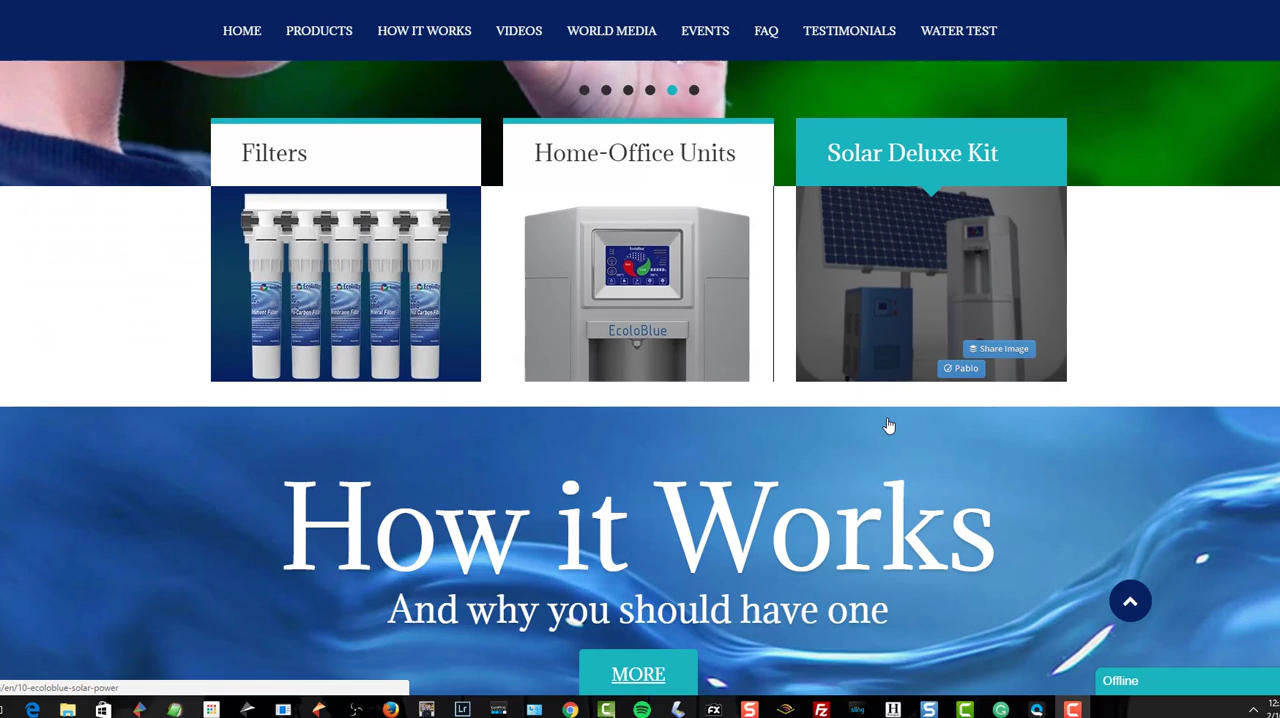 HOME PRODUCTS HOW IT WORKS VIDEOS WORLD MEDIA EVENTS FAQ TESTIMONIALS WATER TEST
Filters
Home-Office Units
Solar Deluxe Kit
EcoloBlue
Share Image
Pablo
How it Works
And why you should have one
MORE
Offline
/en/10-ecoloblue-solar-power